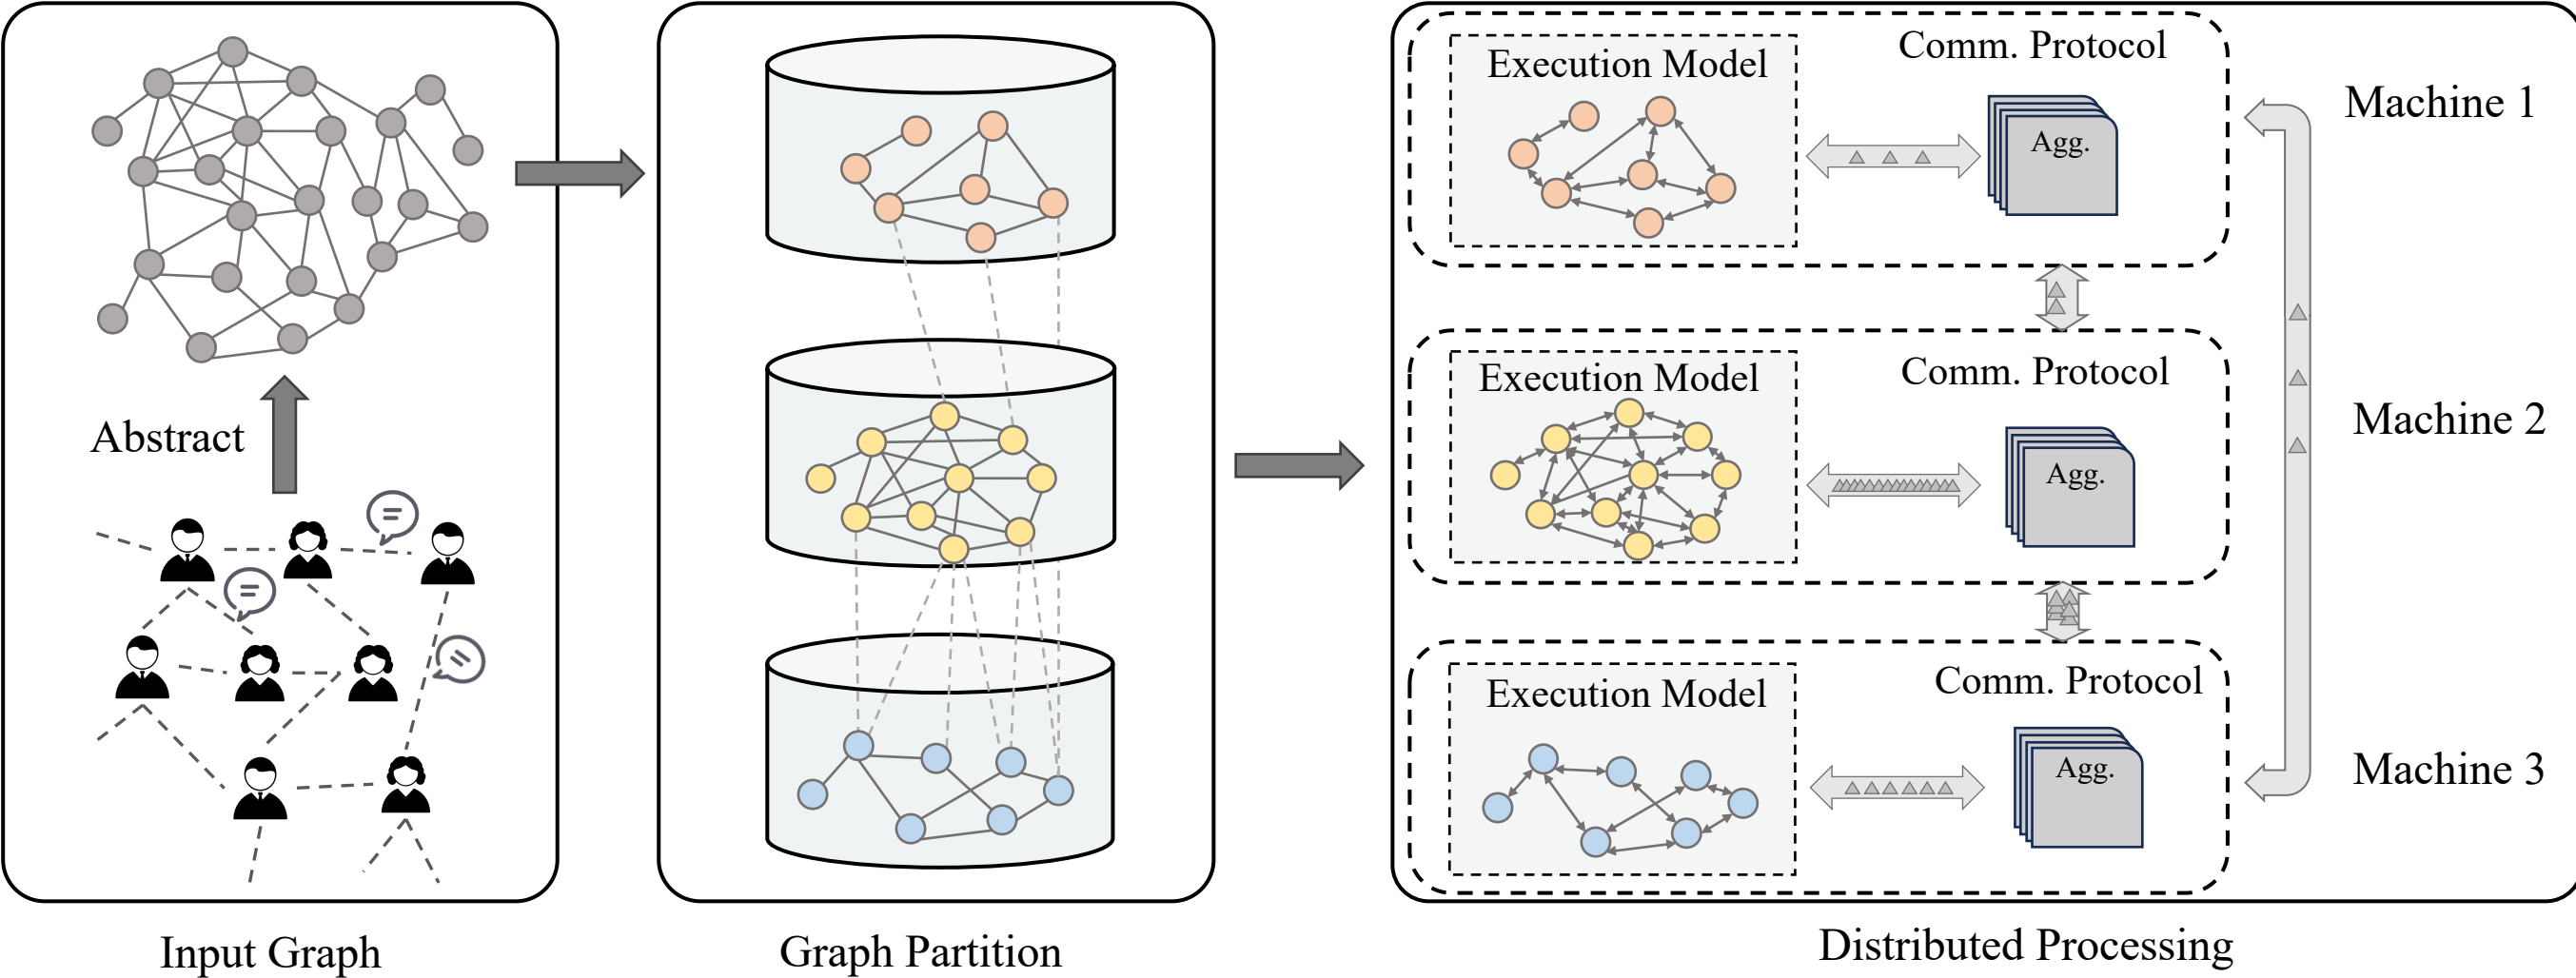 Abstract
Input Graph
Graph Partition
Execution Model
Comm. Protocol
Agg.
Machine 1
Execution Model
Comm. Protocol
Agg.
Machine 2
Execution Model
Comm. Protocol
Agg.
Machine 3
Distributed Processing